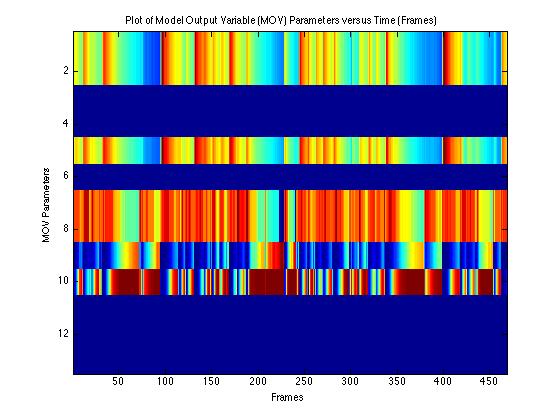 Plot of Model Output Variable (MOV) Parameters versus Time (Frames)
2
4
6
8
10
12
MOV Parameters
50 100 150 200 250 300 350 400 450
Frames